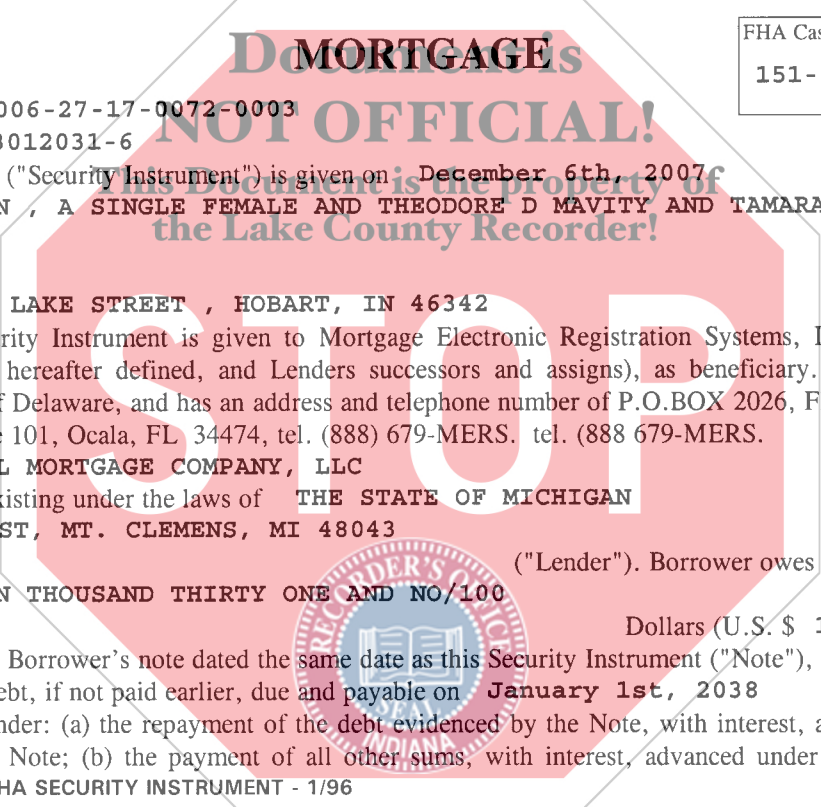 Document is
MORTGAGE
FHA Cas
151-
NOT OFFICIAL!
006-27-17-0072-0003
3012031-6
("Security Instrument") is given on December 6th, 2007
This Document is the property of
N , A SINGLE FEMALE AND THEODORE D MAVITY AND TAMARA
the Lake County Recorder!
LAKE STREET , HOBART, IN 46342
STOP
rity Instrument is given to Mortgage Electronic Registration Systems, I
hereafter defined, and Lenders successors and assigns), as beneficiary.
f Delaware, and has an address and telephone number of P.O.BOX 2026, F
e 101, Ocala, FL 34474, tel. (888) 679-MERS. tel. (888 679-MERS.
L MORTGAGE COMPANY, LLC
xisting under the laws of THE STATE OF MICHIGAN
ST, MT. CLEMENS, MI 48043
("Lender"). Borrower owes
N THOUSAND THIRTY ONE AND NO/100
RECORDER'S OFFICE
Dollars (U.S. $ 1
Borrower's note dated the same date as this Security Instrument ("Note"),
ebt, if not paid earlier, due and payable on January 1st, 2038
SEAL
nder: (a) the repayment of the debt evidenced by the Note, with interest, a
INDIANA
Note; (b) the payment of all other sums, with interest, advanced under
HA SECURITY INSTRUMENT - 1/96